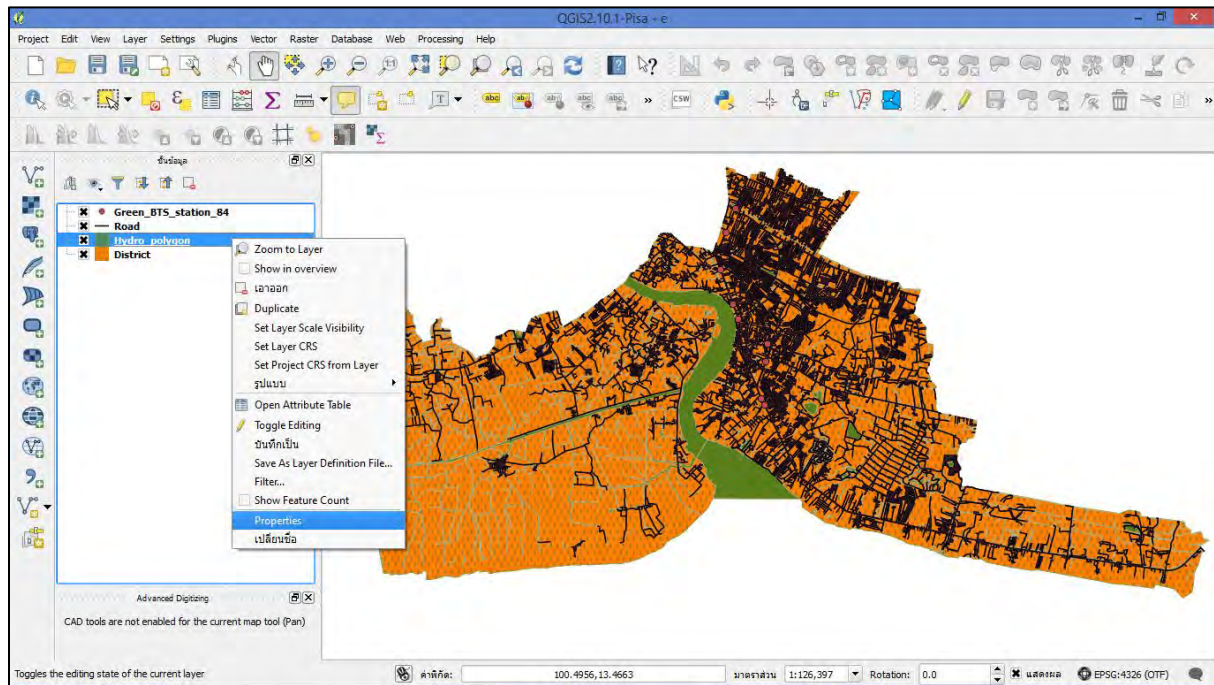 QGIS2.10.1-Pisa - e
Project Edit View Layer Settings Plugins Vector Raster Database Web Processing Help
ชั้นข้อมูล
Green_BTS_station_84
Road
Hydro_polygon
District
Zoom to Layer
Show in overview
เอาออก
Duplicate
Set Layer Scale Visibility
Set Layer CRS
Set Project CRS from Layer
รูปแบบ
Open Attribute Table
Toggle Editing
บันทึกเป็น
Save As Layer Definition File...
Filter...
Show Feature Count
Properties
เปลี่ยนชื่อ
Advanced Digitizing
CAD tools are not enabled for the current map tool (Pan)
Toggles the editing state of the current layer ค่าพิกัด: 100.4956,13.4663 มาตราส่วน 1:126,397 Rotation: 0.0 แสดงผล EPSG:4326 (OTF)